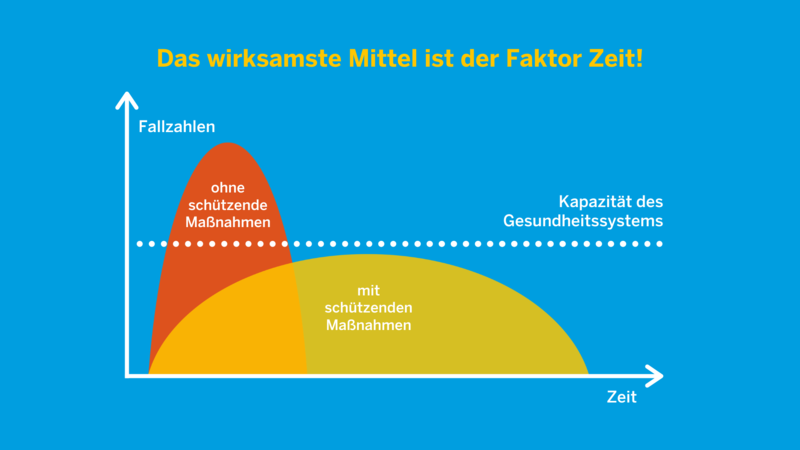 Das wirksamste Mittel ist der Faktor Zeit!
Fallzahlen
ohne
schützende
Maßnahmen
Kapazität des
Gesundheitssystems
mit
schützenden
Maßnahmen
Zeit